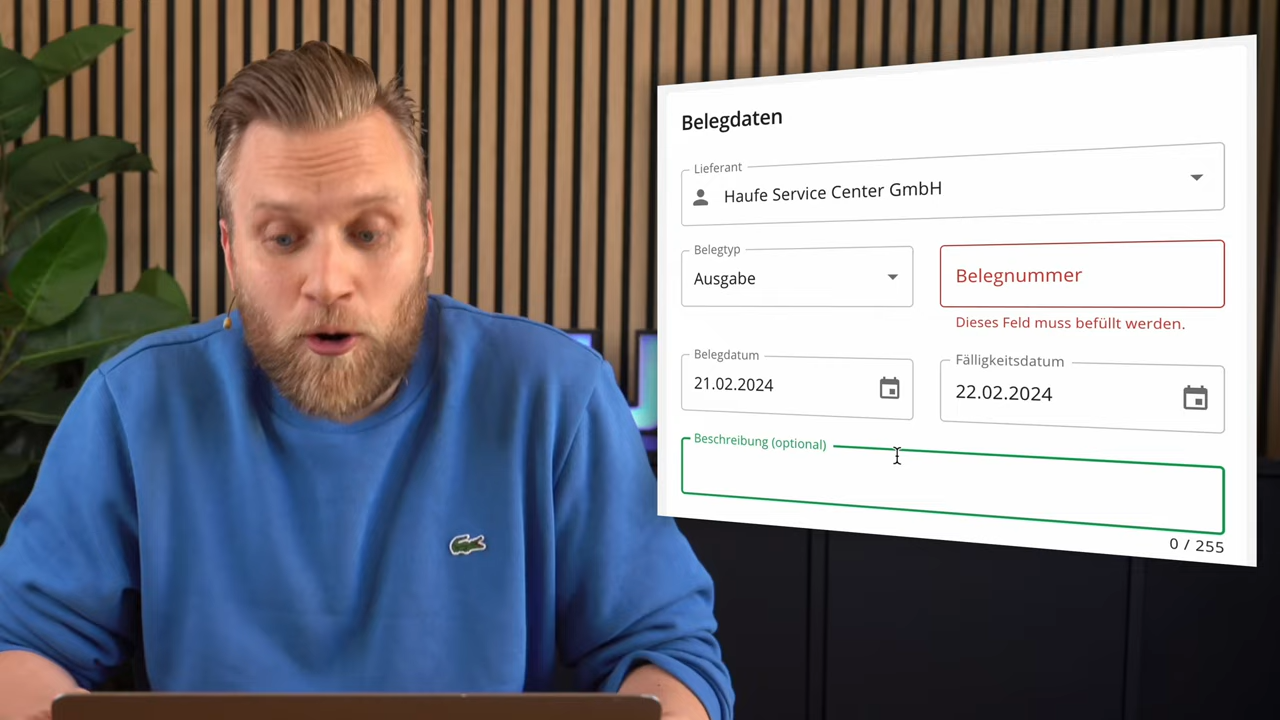 Belegdaten
Lieferant
Haufe Service Center GmbH
Belegtyp
Ausgabe
Belegnummer
Dieses Feld muss befüllt werden.
Belegdatum
21.02.2024
Fälligkeitsdatum
22.02.2024
Beschreibung (optional)
0 / 255